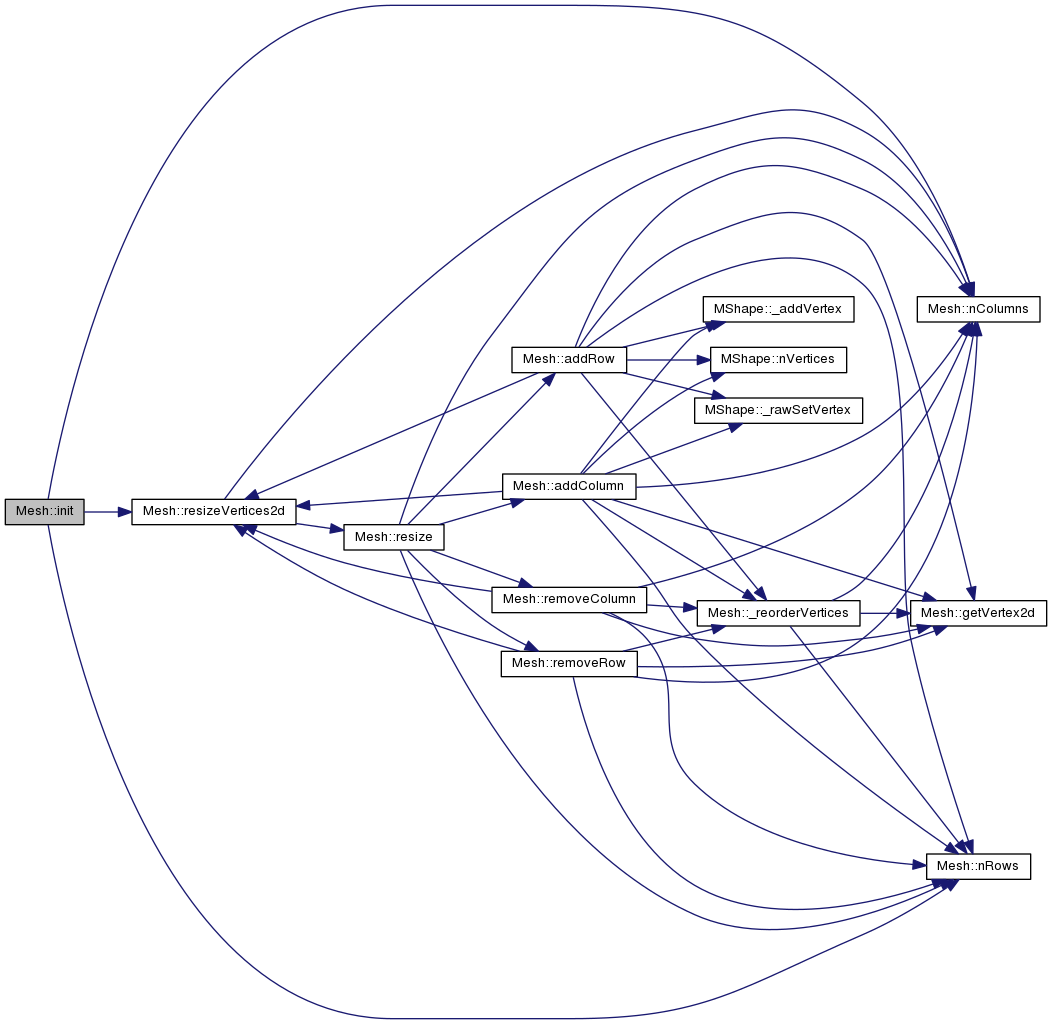 Mesh::init
Mesh::resizeVertices2d
Mesh::resize
Mesh::addRow
Mesh::addColumn
Mesh::removeColumn
Mesh::removeRow
MShape::_addVertex
MShape::nVertices
MShape::_rawSetVertex
Mesh::_reorderVertices
Mesh::nColumns
Mesh::getVertex2d
Mesh::nRows